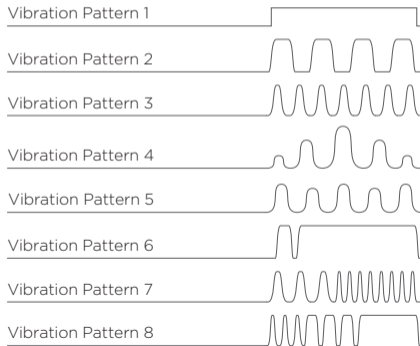 Vibration Pattern 1
Vibration Pattern 2
Vibration Pattern 3
Vibration Pattern 4
Vibration Pattern 5
Vibration Pattern 6
Vibration Pattern 7
Vibration Pattern 8